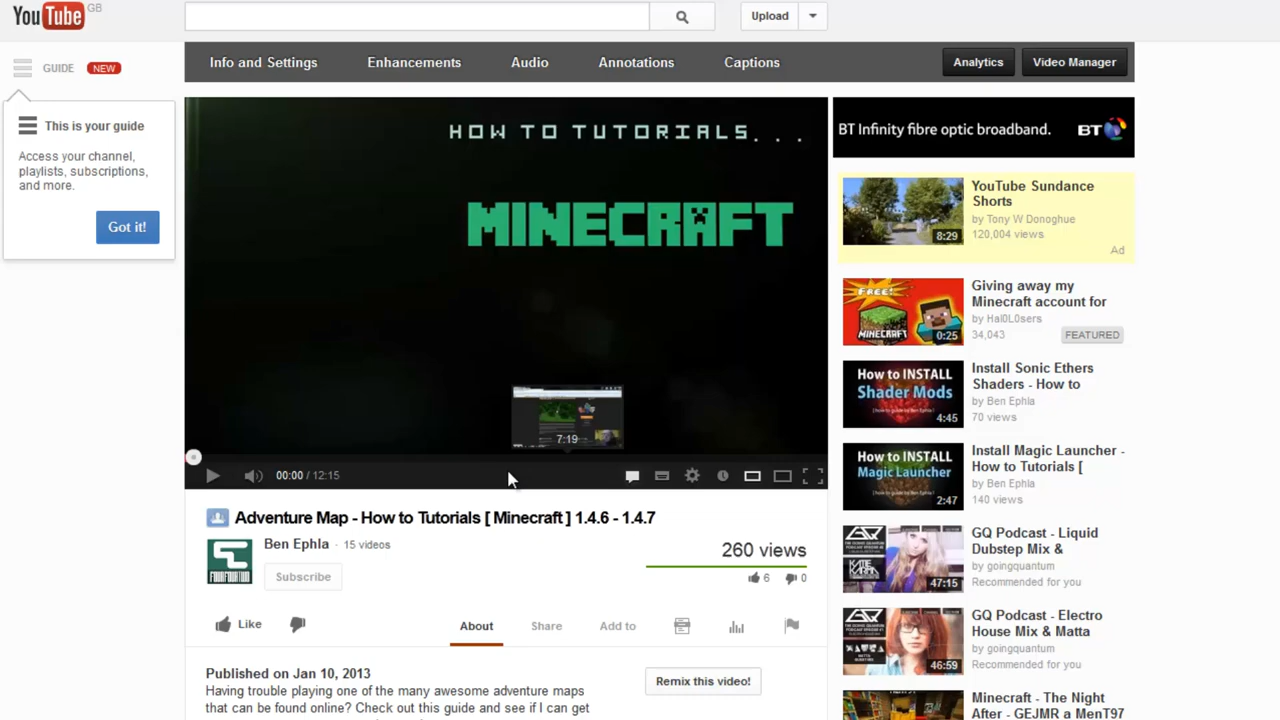 YouTube GB
Upload
GUIDE NEW
Info and Settings Enhancements Audio Annotations Captions Analytics Video Manager
This is your guide
Access your channel,
playlists, subscriptions,
and more.
Got it!
HOW TO TUTORIALS...
MINECRAFT
7:19
00:00 / 12:15
Adventure Map - How to Tutorials [ Minecraft ] 1.4.6 - 1.4.7
Ben Ephla · 15 videos
Subscribe
260 views
6 0
Like
About Share Add to
Published on Jan 10, 2013
Having trouble playing one of the many awesome adventure maps
that can be found online? Check out this guide and see if I can get
Remix this video!
BT Infinity fibre optic broadband. BT
8:29
YouTube Sundance
Shorts
by Tony W Donoghue
120,004 views
Ad
FREE!
MINECRAFT
0:25
Giving away my
Minecraft account for
by Hal0L0sers
34,043 FEATURED
How to INSTALL
Shader Mods
4:45
Install Sonic Ethers
Shaders - How to
by Ben Ephla
70 views
How to INSTALL
Magic Launcher
2:47
Install Magic Launcher -
How to Tutorials [
by Ben Ephla
140 views
47:15
GQ Podcast - Liquid
Dubstep Mix &
by goingquantum
Recommended for you
46:59
GQ Podcast - Electro
House Mix & Matta
by goingquantum
Recommended for you
Minecraft - The Night
After - GEJMR a MenT97